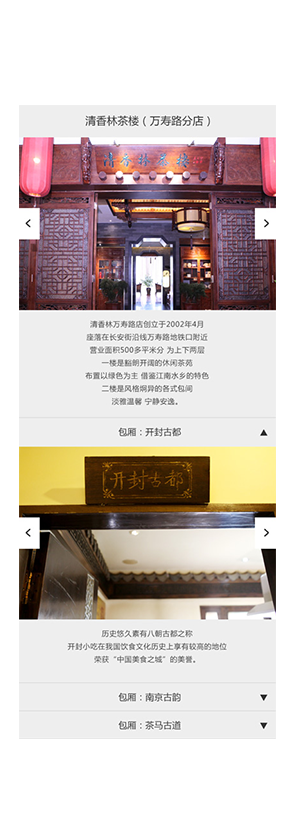 清香林茶楼（万寿路分店）
清香林茶楼
清香林万寿路店创立于2002年4月
座落在长安街沿线万寿路地铁口附近
营业面积500多平米分 为上下两层
一楼是豁朗开阔的休闲茶苑
布置以绿色为主 借鉴江南水乡的特色
二楼是风格炯异的各式包间
淡雅温馨 宁静安逸。
包厢：开封古都
开封古都
历史悠久素有八朝古都之称
开封小吃在我国饮食文化历史上享有较高的地位
荣获“中国美食之城”的美誉。
包厢：南京古韵
包厢：茶马古道